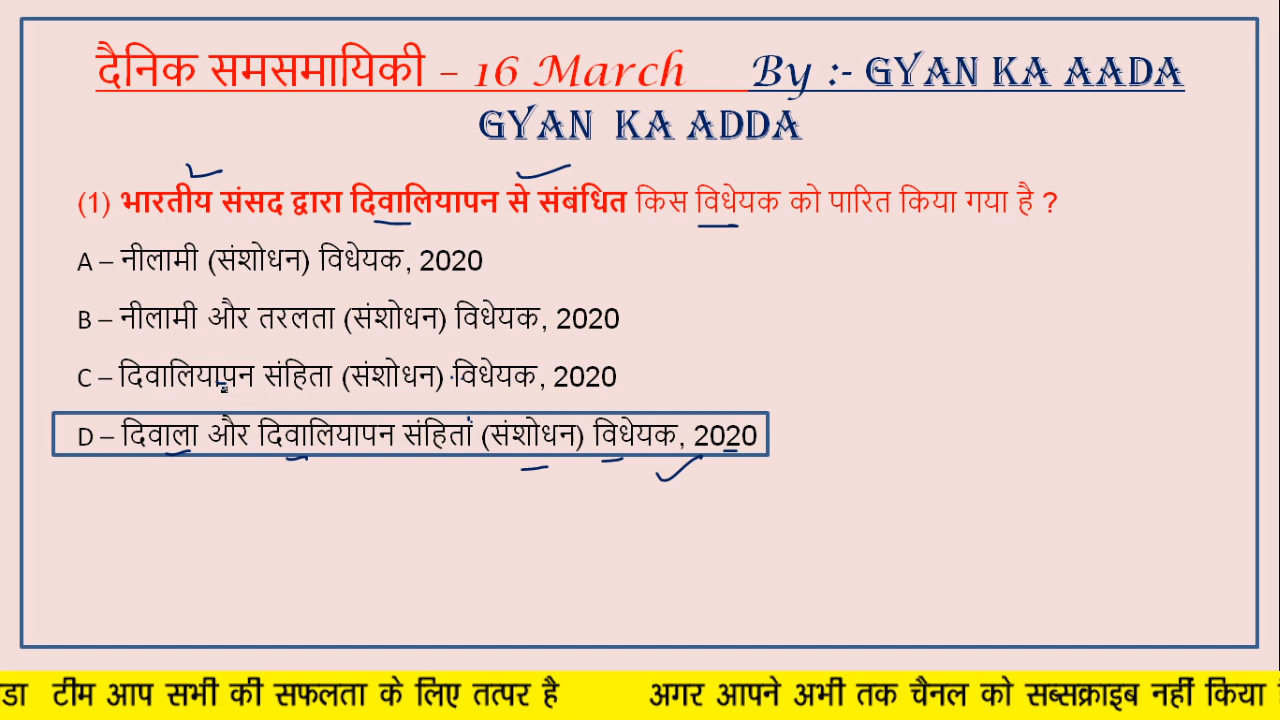 दैनिक समसमायिकी – 16 March By :- GYAN KA AADA
GYAN KA ADDA
(1) भारतीय संसद द्वारा दिवालियापन से संबंधित किस विधेयक को पारित किया गया है ?
A – नीलामी (संशोधन) विधेयक, 2020
B – नीलामी और तरलता (संशोधन) विधेयक, 2020
C – दिवालियापन संहिता (संशोधन) विधेयक, 2020
D – दिवाला और दिवालियापन संहिता (संशोधन) विधेयक, 2020
डा टीम आप सभी की सफलता के लिए तत्पर है अगर आपने अभी तक चैनल को सब्सक्राइब नहीं किया